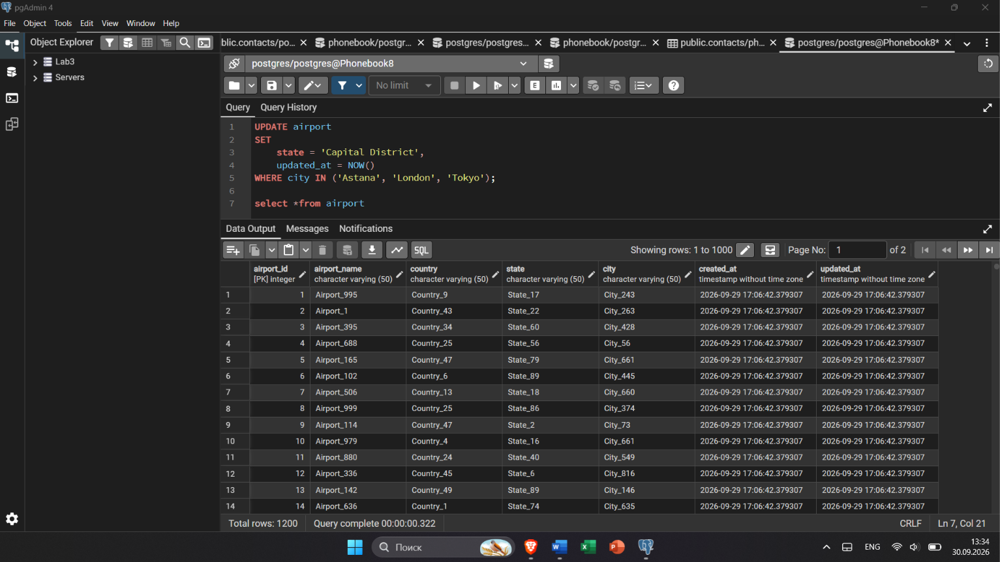 pgAdmin 4
File Object Tools Edit View Window Help
Object Explorer
blic.contacts/po... phonebook/postgr... postgres/postgres... phonebook/postgr... public.contacts/ph... postgres/postgres@Phonebook8*
Lab3
Servers
postgres/postgres@Phonebook8
No limit
E
Query Query History
1 UPDATE airport
2 SET
3 state = 'Capital District',
4 updated_at = NOW()
5 WHERE city IN ('Astana', 'London', 'Tokyo');
6
7 select *from airport
Data Output Messages Notifications
SQL Showing rows: 1 to 1000 Page No: 1 of 2
airport_id airport_name country state city created_at updated_at
[PK] integer character varying (50) character varying (50) character varying (50) character varying (50) timestamp without time zone timestamp without time zone
1 1 Airport_995 Country_9 State_17 City_243 2026-09-29 17:06:42.379307 2026-09-29 17:06:42.379307
2 2 Airport_1 Country_43 State_22 City_263 2026-09-29 17:06:42.379307 2026-09-29 17:06:42.379307
3 3 Airport_395 Country_34 State_60 City_428 2026-09-29 17:06:42.379307 2026-09-29 17:06:42.379307
4 4 Airport_688 Country_25 State_56 City_56 2026-09-29 17:06:42.379307 2026-09-29 17:06:42.379307
5 5 Airport_165 Country_47 State_79 City_661 2026-09-29 17:06:42.379307 2026-09-29 17:06:42.379307
6 6 Airport_102 Country_6 State_89 City_445 2026-09-29 17:06:42.379307 2026-09-29 17:06:42.379307
7 7 Airport_506 Country_13 State_18 City_660 2026-09-29 17:06:42.379307 2026-09-29 17:06:42.379307
8 8 Airport_999 Country_25 State_86 City_374 2026-09-29 17:06:42.379307 2026-09-29 17:06:42.379307
9 9 Airport_114 Country_47 State_2 City_73 2026-09-29 17:06:42.379307 2026-09-29 17:06:42.379307
10 10 Airport_979 Country_4 State_16 City_661 2026-09-29 17:06:42.379307 2026-09-29 17:06:42.379307
11 11 Airport_880 Country_24 State_40 City_549 2026-09-29 17:06:42.379307 2026-09-29 17:06:42.379307
12 12 Airport_336 Country_45 State_6 City_816 2026-09-29 17:06:42.379307 2026-09-29 17:06:42.379307
13 13 Airport_142 Country_49 State_89 City_146 2026-09-29 17:06:42.379307 2026-09-29 17:06:42.379307
14 14 Airport_636 Country_1 State_74 City_635 2026-09-29 17:06:42.379307 2026-09-29 17:06:42.379307
Total rows: 1200 Query complete 00:00:00.322 CRLF Ln 7, Col 21
Поиск ENG 13:34
30.09.2026